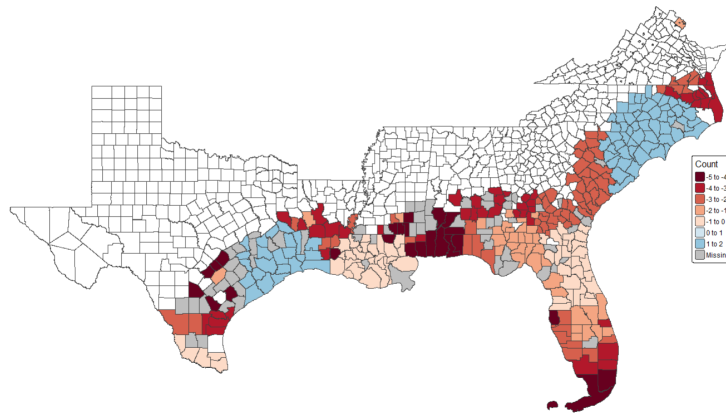 Count
-5 to -4
-4 to -3
-3 to -2
-2 to -1
-1 to 0
0 to 1
1 to 2
Missin